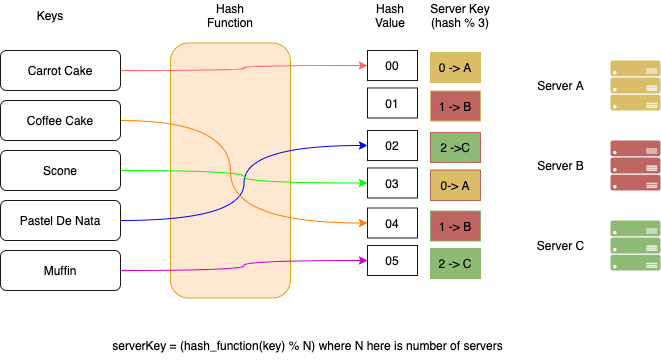 Keys
Hash
Function
Hash
Value
Server Key
(hash % 3)
Carrot Cake
00
0 -> A
Server A
01
1 -> B
Coffee Cake
02
2 ->C
Scone
03
0-> A
Server B
Pastel De Nata
04
1 -> B
Server C
Muffin
05
2 -> C
serverKey = (hash_function(key) % N) where N here is number of servers